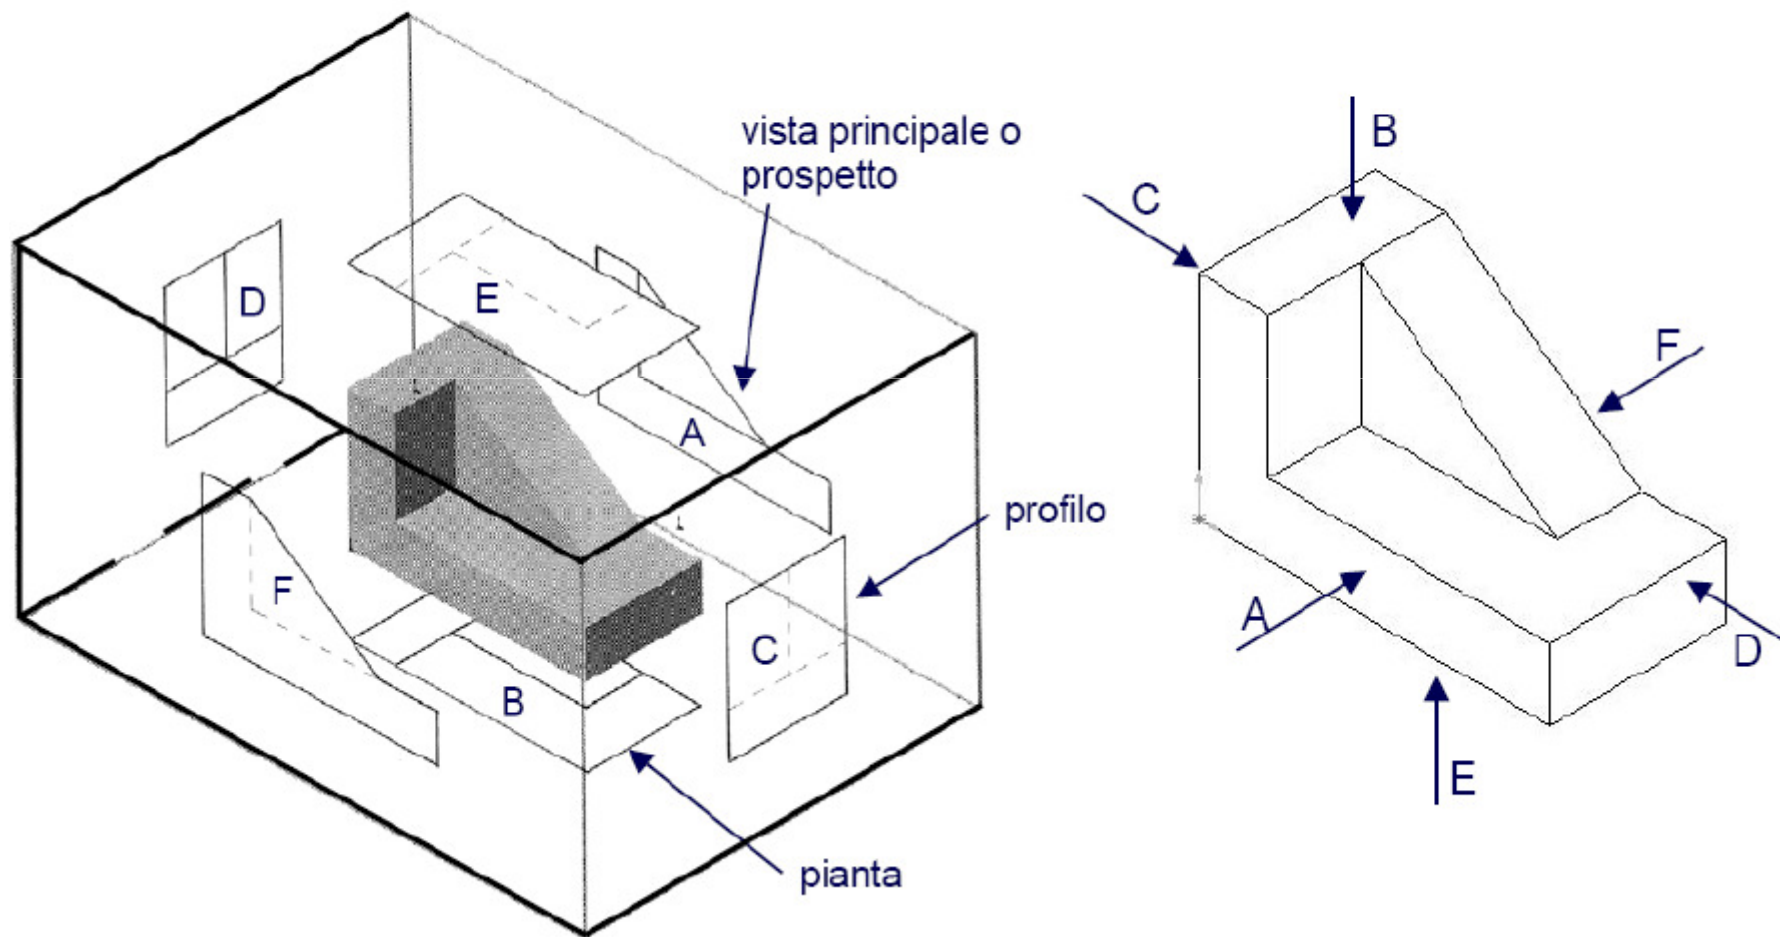 vista principale o
prospetto
D
E
A
F
profilo
C
B
pianta
B
C
F
A
D
E